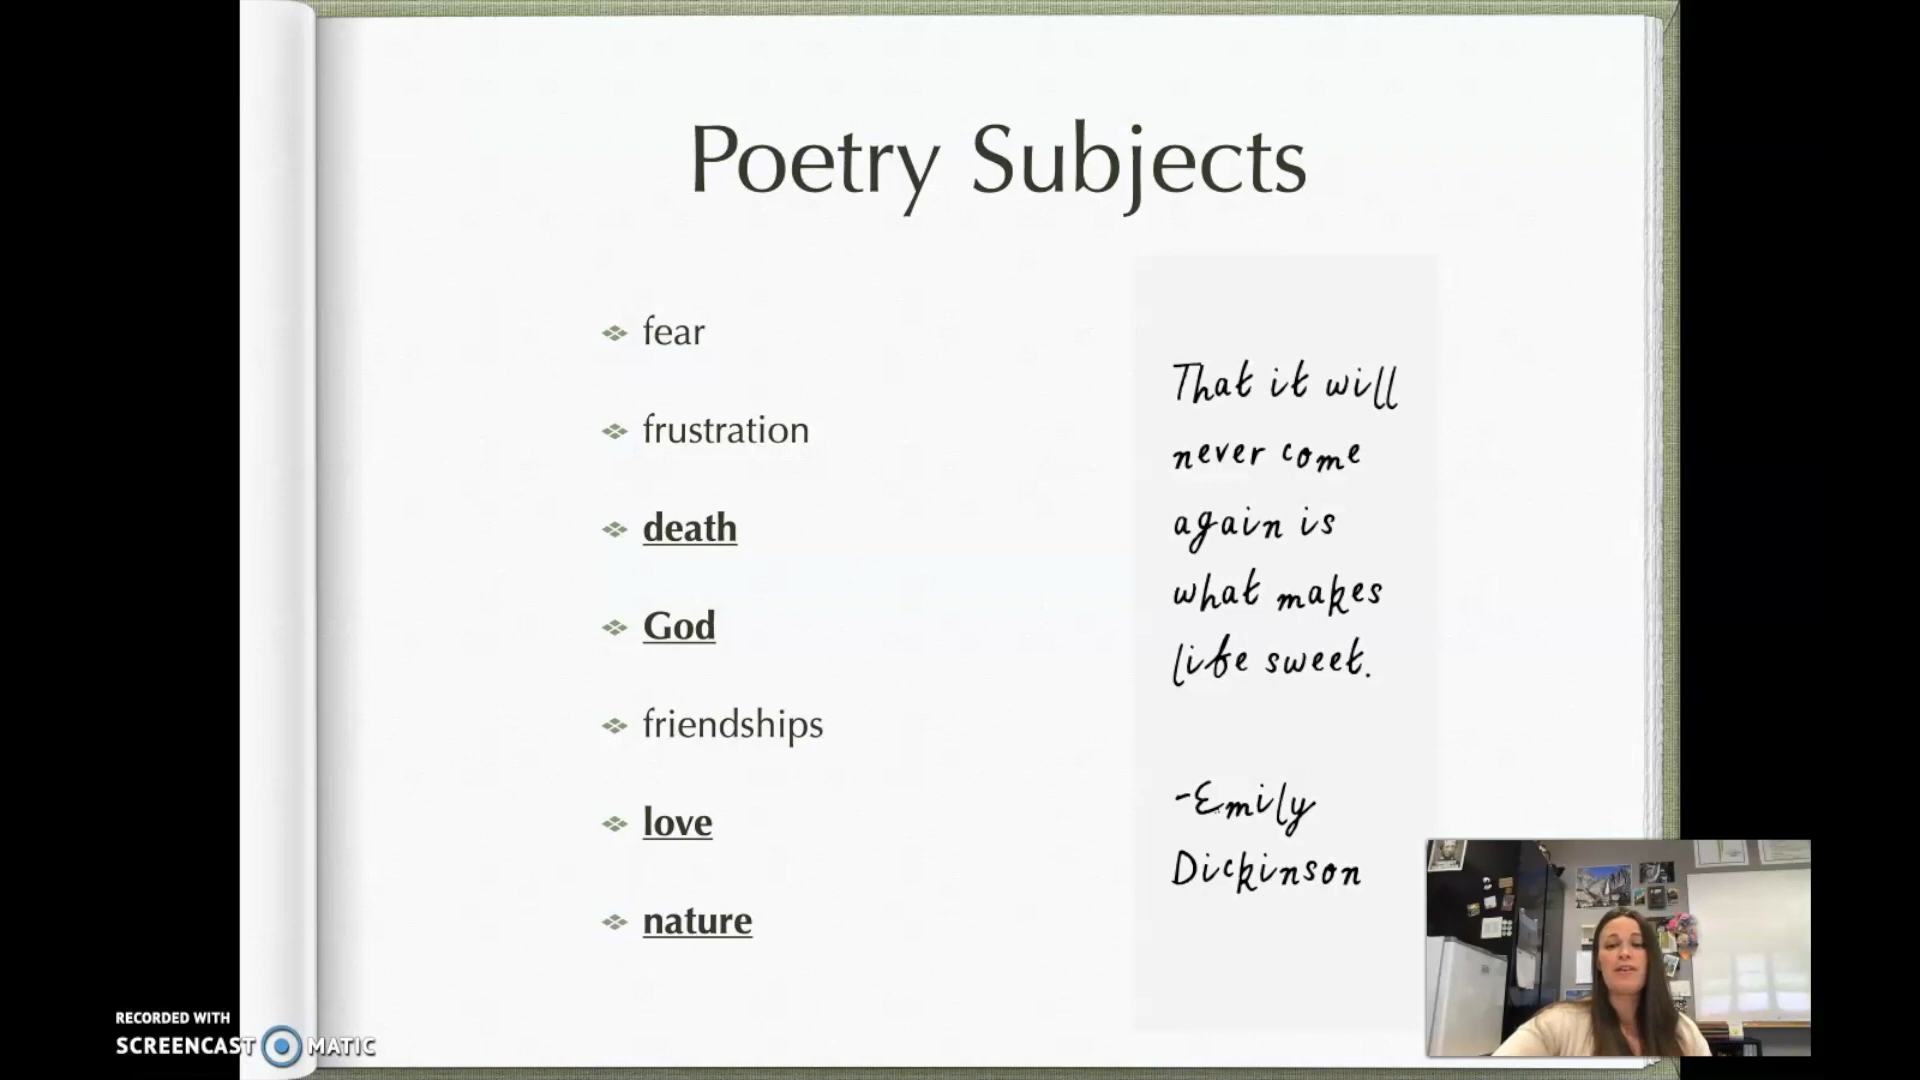 Poetry Subjects
fear
frustration
death
God
friendships
love
nature
That it will
never come
again is
what makes
life sweet.
-Emily
Dickinson
RECORDED WITH
SCREENCAST MATIC